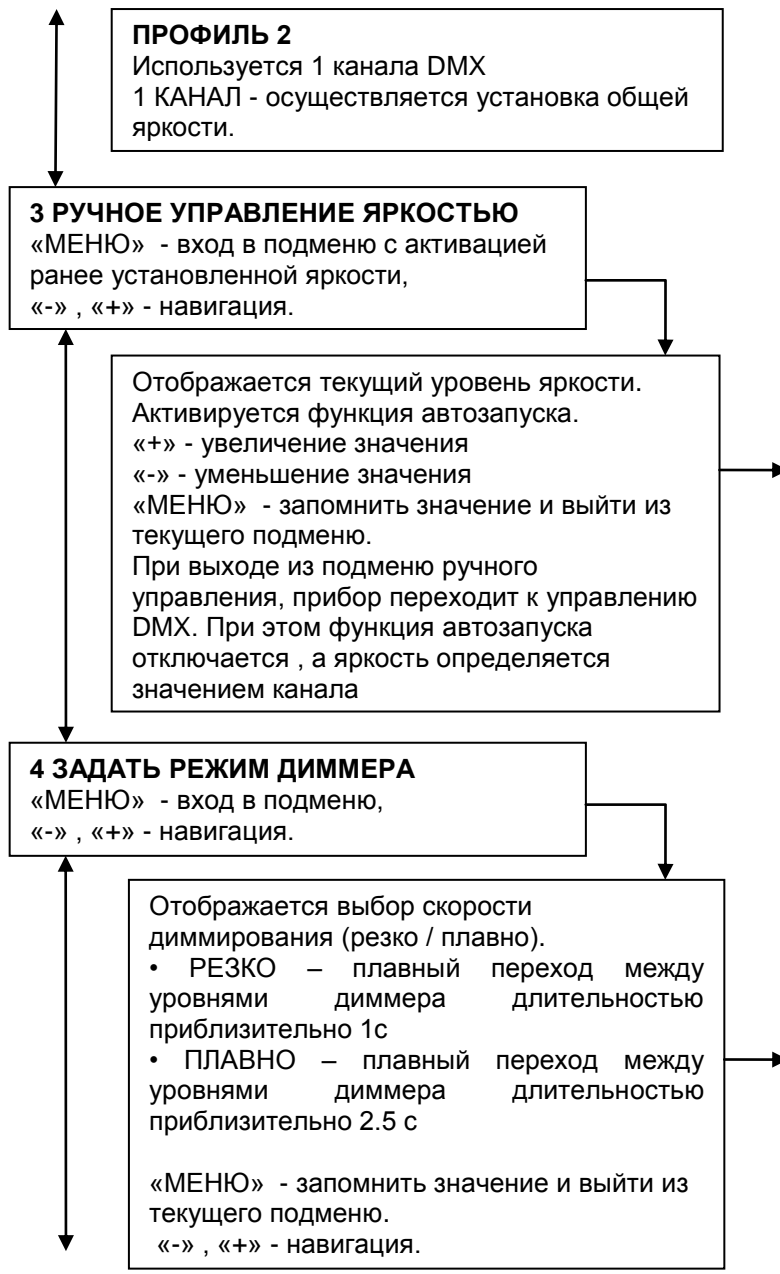 ПРОФИЛЬ 2
Используется 1 канала DMX
1 КАНАЛ - осуществляется установка общей
яркости.
3 РУЧНОЕ УПРАВЛЕНИЕ ЯРКОСТЬЮ
«МЕНЮ»  - вход в подменю с активацией
ранее установленной яркости,
«-» , «+» - навигация.
Отображается текущий уровень яркости.
Активируется функция автозапуска.
«+» - увеличение значения
«-» - уменьшение значения
«МЕНЮ»  - запомнить значение и выйти из
текущего подменю.
При выходе из подменю ручного
управления, прибор переходит к управлению
DMX. При этом функция автозапуска
отключается , а яркость определяется
значением канала
4 ЗАДАТЬ РЕЖИМ ДИММЕРА
«МЕНЮ»  - вход в подменю,
«-» , «+» - навигация.
Отображается выбор скорости
диммирования (резко / плавно).
• РЕЗКО – плавный переход между
уровнями диммера длительностью
приблизительно 1с
• ПЛАВНО – плавный переход между
уровнями диммера длительностью
приблизительно 2.5 с
«МЕНЮ»  - запомнить значение и выйти из
текущего подменю.
«-» , «+» - навигация.